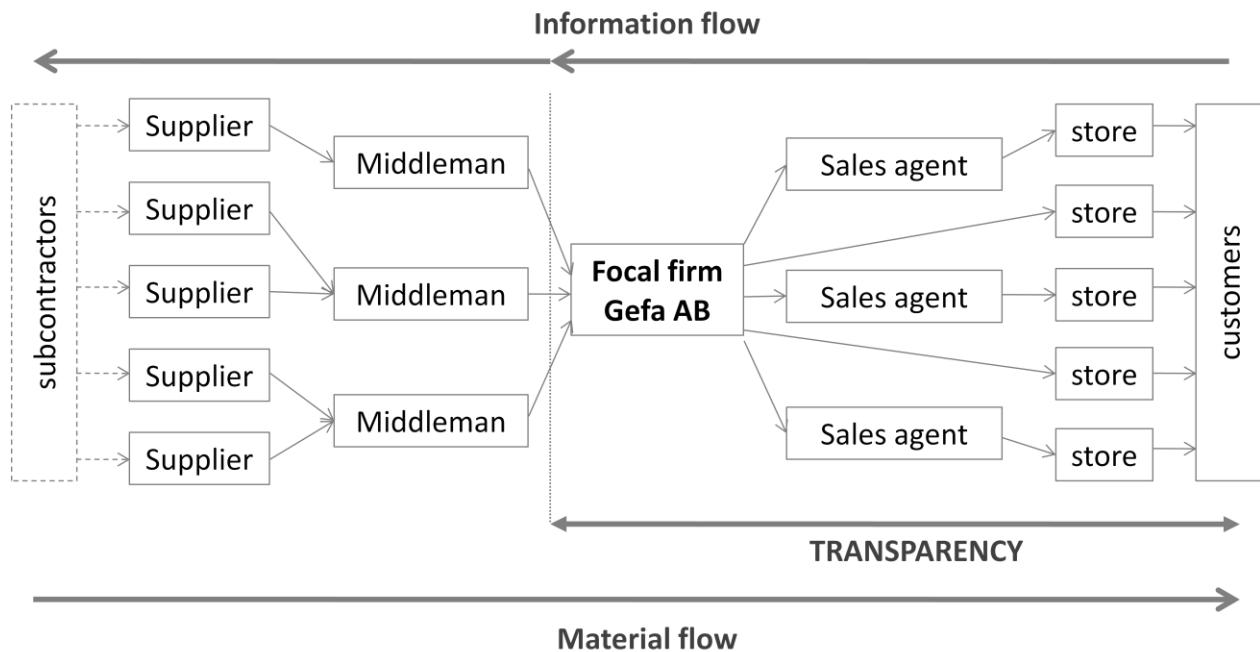 Information flow
subcontractors
Supplier
Supplier
Supplier
Supplier
Supplier
Middleman
Middleman
Middleman
Focal firm
Gefa AB
Sales agent
Sales agent
Sales agent
store
store
store
store
store
customers
TRANSPARENCY
Material flow